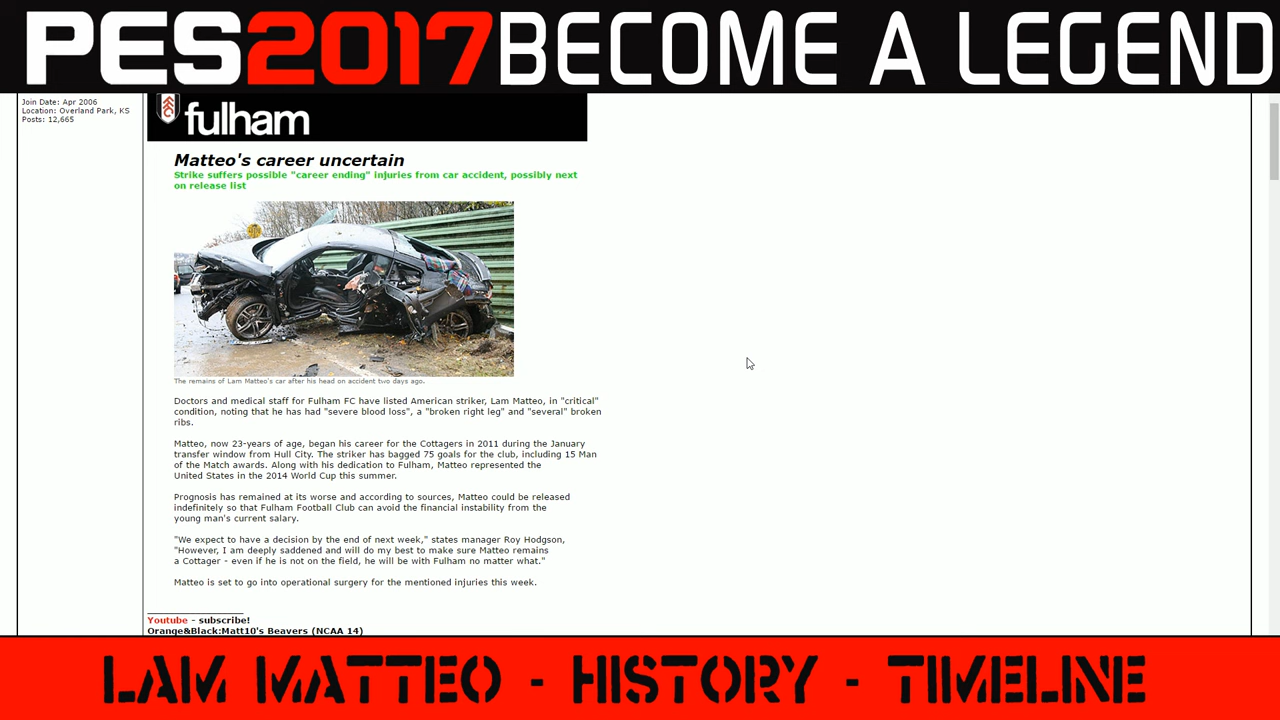 PES2017 BECOME A LEGEND
Join Date: Apr 2006
Location: Overland Park, KS
Posts: 12,665
fulham
Matteo's career uncertain
Strike suffers possible "career ending" injuries from car accident, possibly next
on release list
The remains of Lam Matteo's car after his head on accident two days ago.
Doctors and medical staff for Fulham FC have listed American striker, Lam Matteo, in "critical"
condition, noting that he has had "severe blood loss", a "broken right leg" and "several" broken
ribs.
Matteo, now 23-years of age, began his career for the Cottagers in 2011 during the January
transfer window from Hull City. The striker has bagged 75 goals for the club, including 15 Man
of the Match awards. Along with his dedication to Fulham, Matteo represented the
United States in the 2014 World Cup this summer.
Prognosis has remained at its worse and according to sources, Matteo could be released
indefinitely so that Fulham Football Club can avoid the financial instability from the
young man's current salary.
"We expect to have a decision by the end of next week," states manager Roy Hodgson,
"However, I am deeply saddened and will do my best to make sure Matteo remains
a Cottager - even if he is not on the field, he will be with Fulham no matter what."
Matteo is set to go into operational surgery for the mentioned injuries this week.
Youtube - subscribe!
Orange&Black:Matt10's Beavers (NCAA 14)
LAM MATTEO - HISTORY - TIMELINE